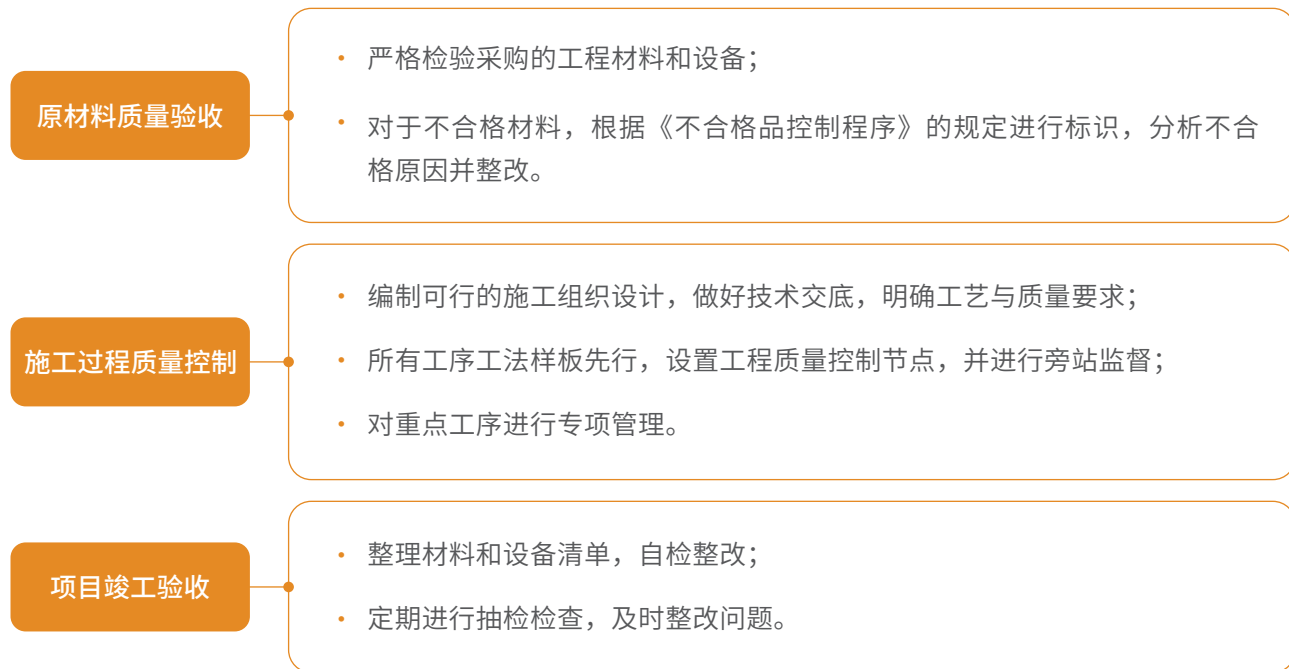 原材料质量验收
• 严格检验采购的工程材料和设备；
• 对于不合格材料，根据《不合格品控制程序》的规定进行标识，分析不合
格原因并整改。
施工过程质量控制
• 编制可行的施工组织设计，做好技术交底，明确工艺与质量要求；
• 所有工序工法样板先行，设置工程质量控制节点，并进行旁站监督；
• 对重点工序进行专项管理。
项目竣工验收
• 整理材料和设备清单，自检整改；
• 定期进行抽检检查，及时整改问题。